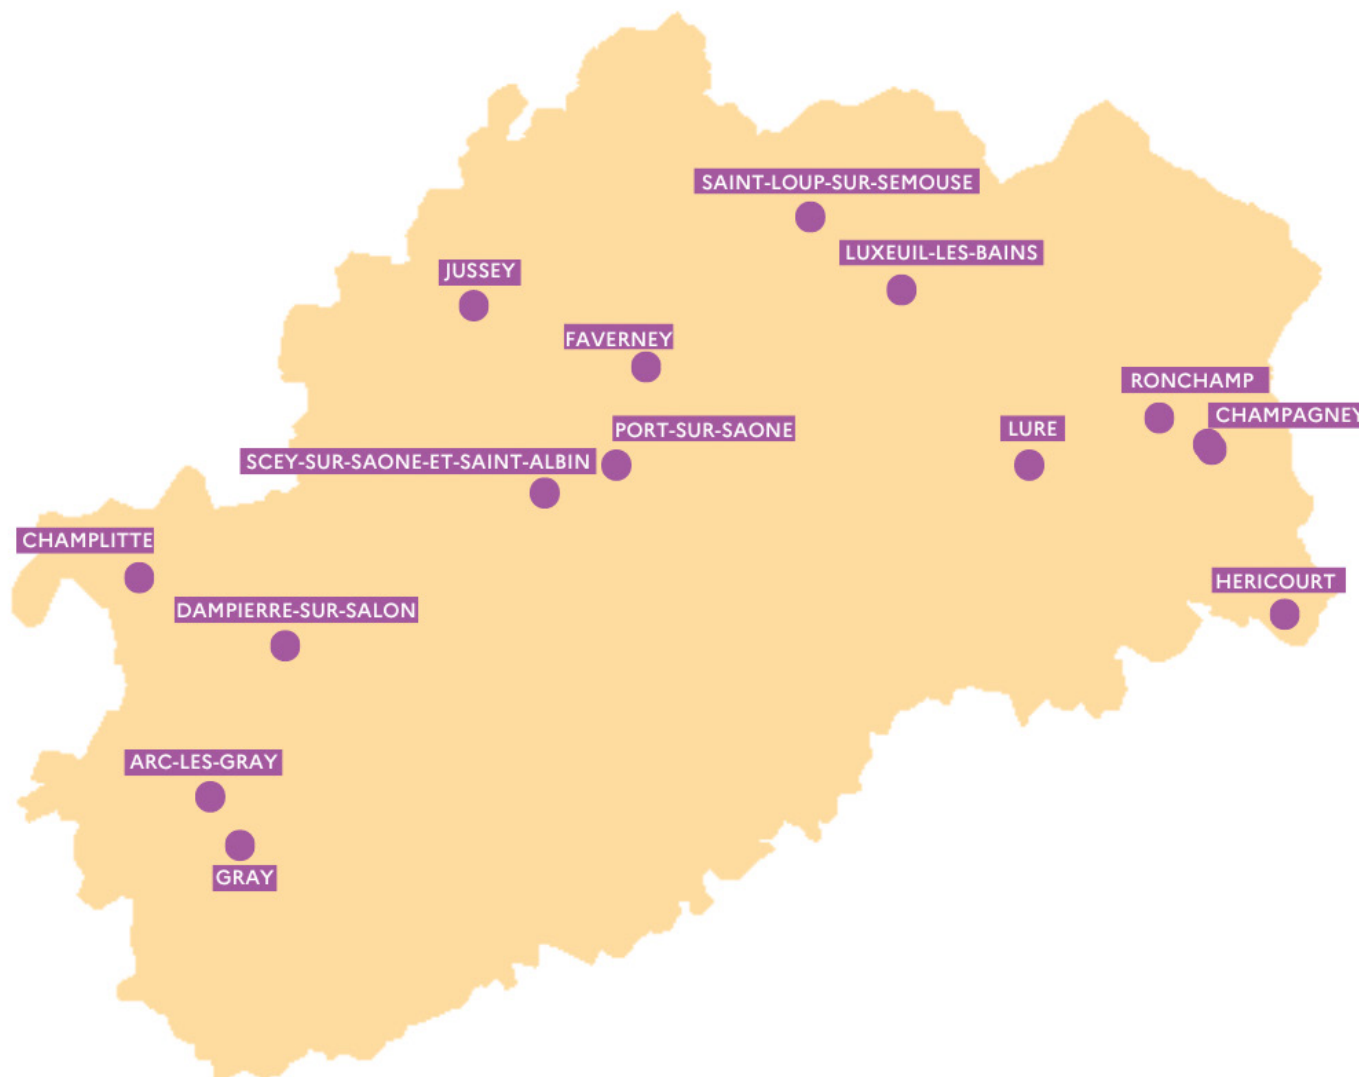 SAINT-LOUP-SUR-SEMOUSE
LUXEUIL-LES-BAINS
JUSSEY
FAVERNEY
RONCHAMP
CHAMPAGNEY
PORT-SUR-SAONE
LURE
SCEY-SUR-SAONE-ET-SAINT-ALBIN
CHAMPLITTE
HERICOURT
DAMPIERRE-SUR-SALON
ARC-LES-GRAY
GRAY